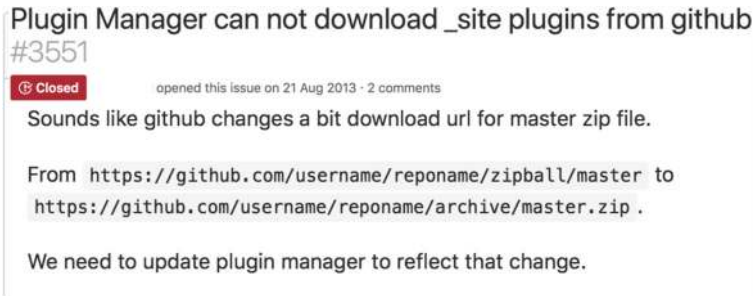 Plugin Manager can not download _site plugins from github
#3551
Closed opened this issue on 21 Aug 2013 · 2 comments
Sounds like github changes a bit download url for master zip file.
From https://github.com/username/reponame/zipball/master to
https://github.com/username/reponame/archive/master.zip .
We need to update plugin manager to reflect that change.